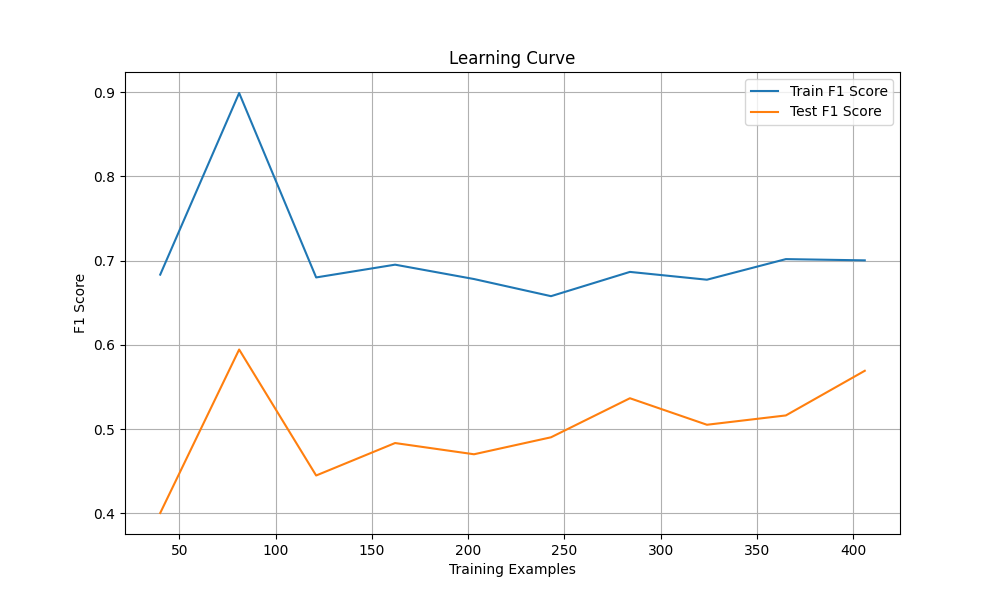 Learning Curve
Train F1 Score
Test F1 Score
F1 Score
0.9
0.8
0.7
0.6
0.5
0.4
50 100 150 200 250 300 350 400
Training Examples